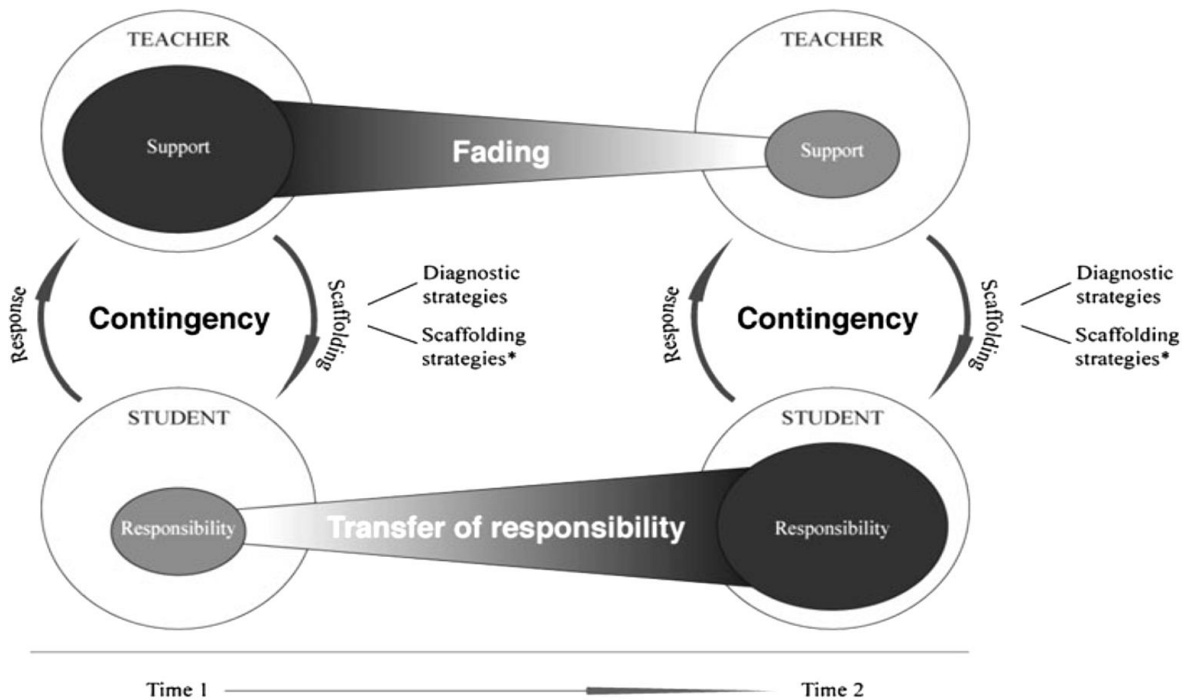 TEACHER
TEACHER
Support
Fading
Support
Response
Contingency
Scaffolding
Diagnostic
strategies
Scaffolding
strategies*
Response
Contingency
Scaffolding
Diagnostic
strategies
Scaffolding
strategies*
STUDENT
STUDENT
Responsibility
Transfer of responsibility
Responsibility
Time 1
Time 2